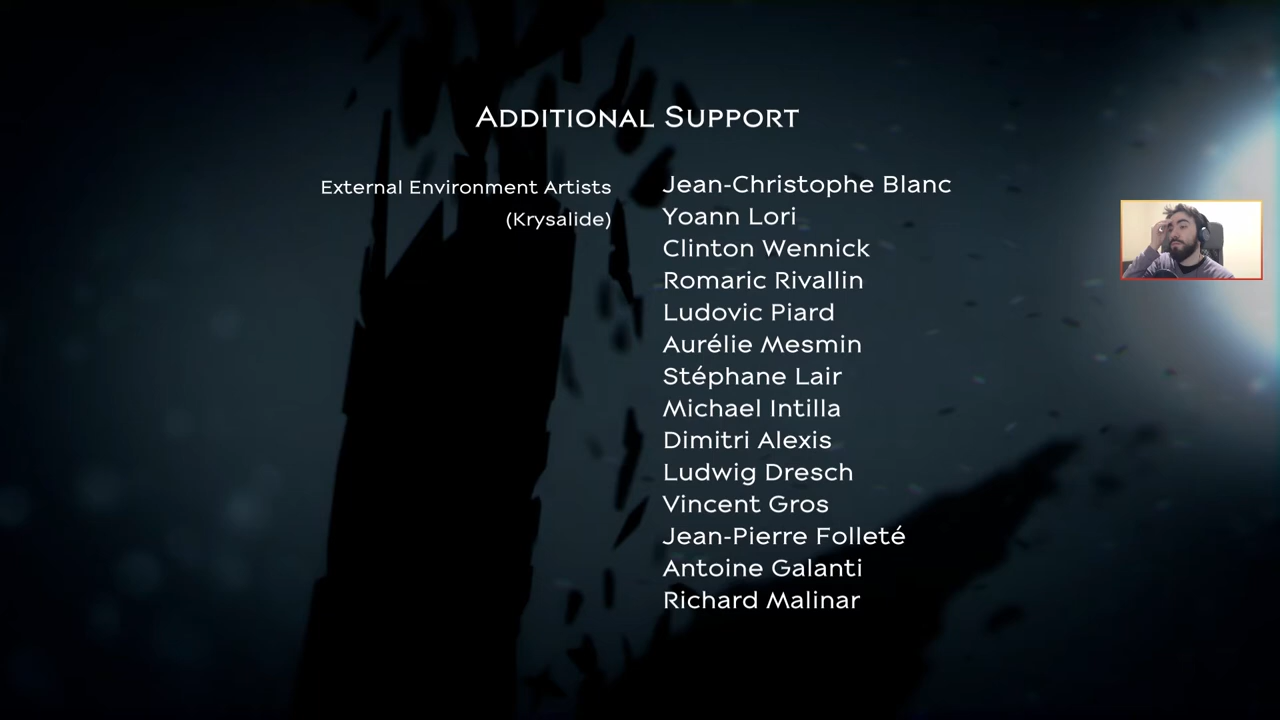 Additional Support
External Environment Artists
(Krysalide)
Jean-Christophe Blanc
Yoann Lori
Clinton Wennick
Romaric Rivallin
Ludovic Piard
Aurélie Mesmin
Stéphane Lair
Michael Intilla
Dimitri Alexis
Ludwig Dresch
Vincent Gros
Jean-Pierre Folleté
Antoine Galanti
Richard Malinar